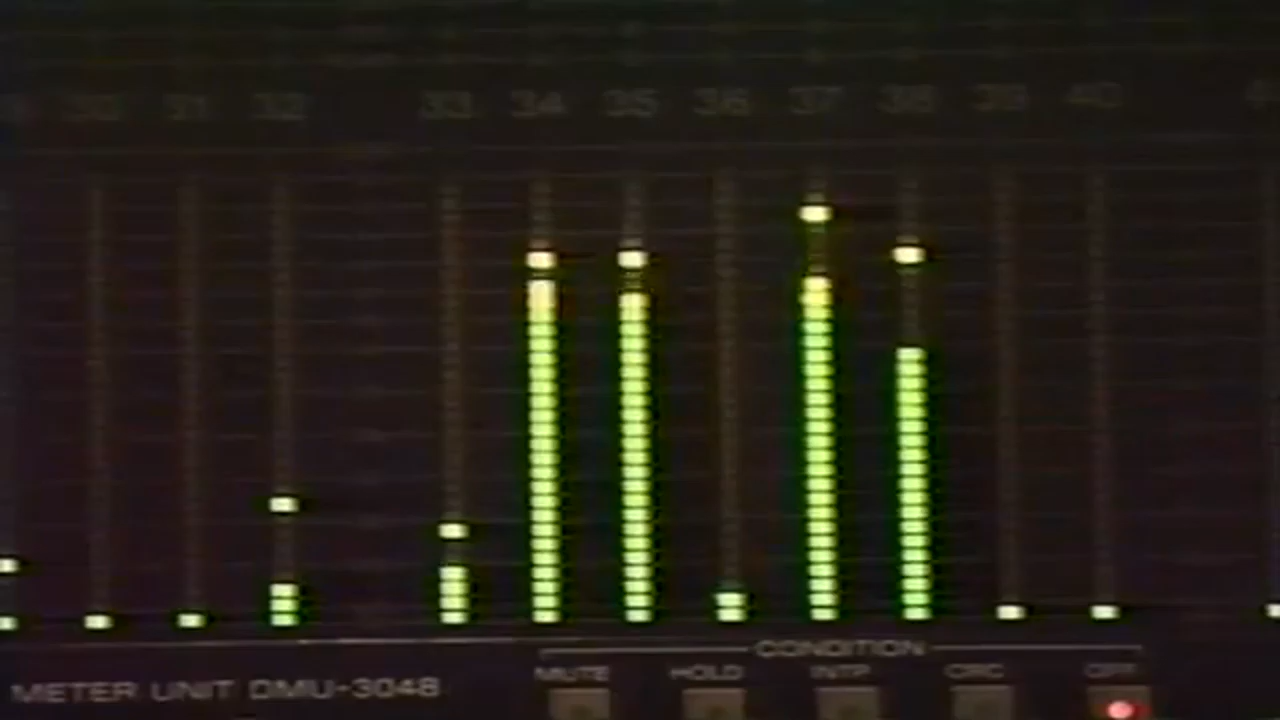 30 31 32 33 34 35 36 37 38 39 40
CONDITION
MUTE HOLD INTP CRC OFF
METER UNIT DMU-3048